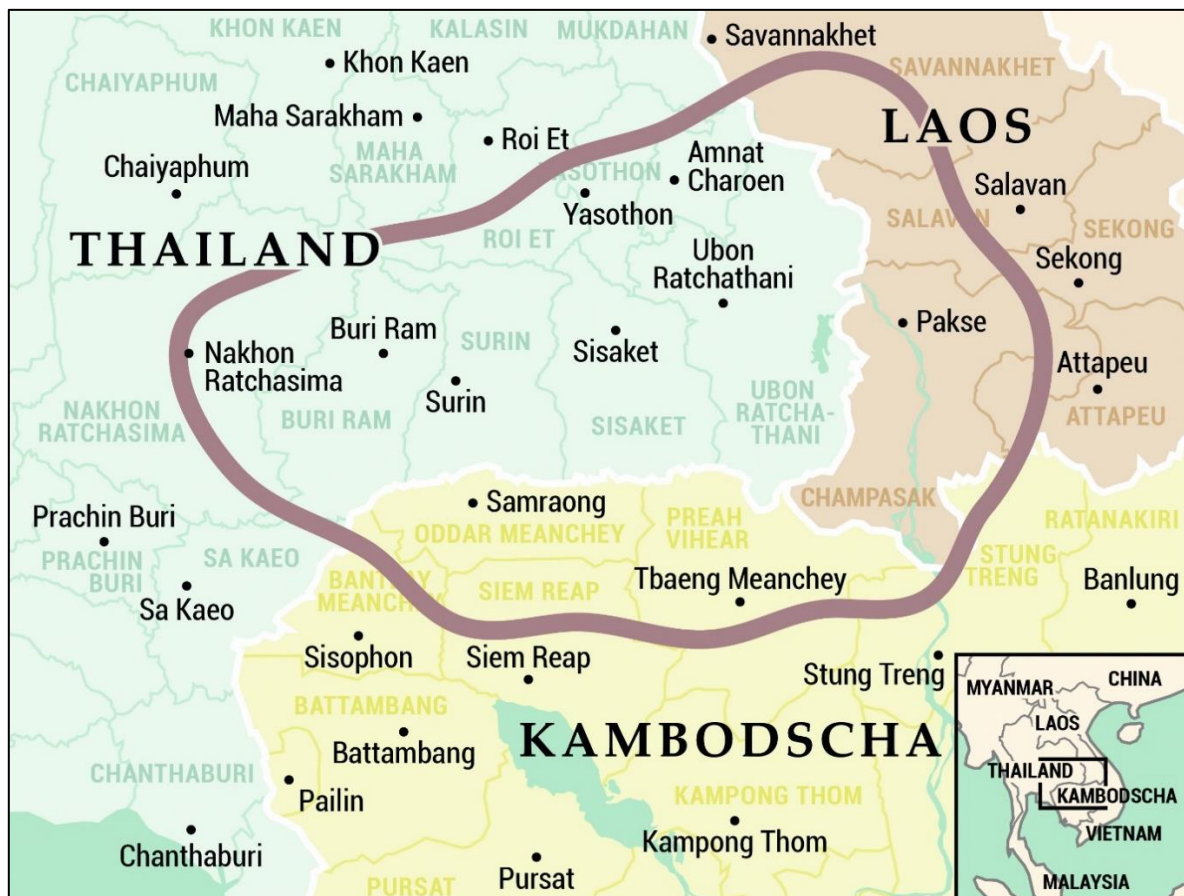 KHON KAEN
KALASIN
MUKDAHAN
Savannakhet
SAVANNAKHET
CHAIYAPHUM
Khon Kaen
Maha Sarakham
MAHA
SARAKHAM
Roi Et
YASOTHON
Yasothon
Amnat
Charoen
LAOS
Chaiyaphum
Salavan
SALAVAN
SEKONG
Sekong
THAILAND
ROI ET
Ubon
Ratchathani
Pakse
Nakhon
Ratchasima
Buri Ram
SURIN
Surin
Sisaket
Attapeu
ATTAPEU
NAKHON
RATCHASIMA
BURI RAM
SISAKET
UBON
RATCHA-
THANI
Samraong
ODDAR MEANCHEY
PREAH
VIHEAR
CHAMPASAK
RATANAKIRI
STUNG
TRENG
Prachin Buri
PRACHIN
BURI
SA KAEO
Sa Kaeo
BANTEAY
MEANCHEY
SIEM REAP
Tbaeng Meanchey
Banlung
Sisophon
Siem Reap
Stung Treng
BATTAMBANG
Battambang
KAMBODSCHA
CHANTHABURI
Pailin
KAMPONG THOM
Kampong Thom
Chanthaburi
Pursat
PURSAT
MYANMAR
CHINA
LAOS
THAILAND
KAMBODSCHA
VIETNAM
MALAYSIA